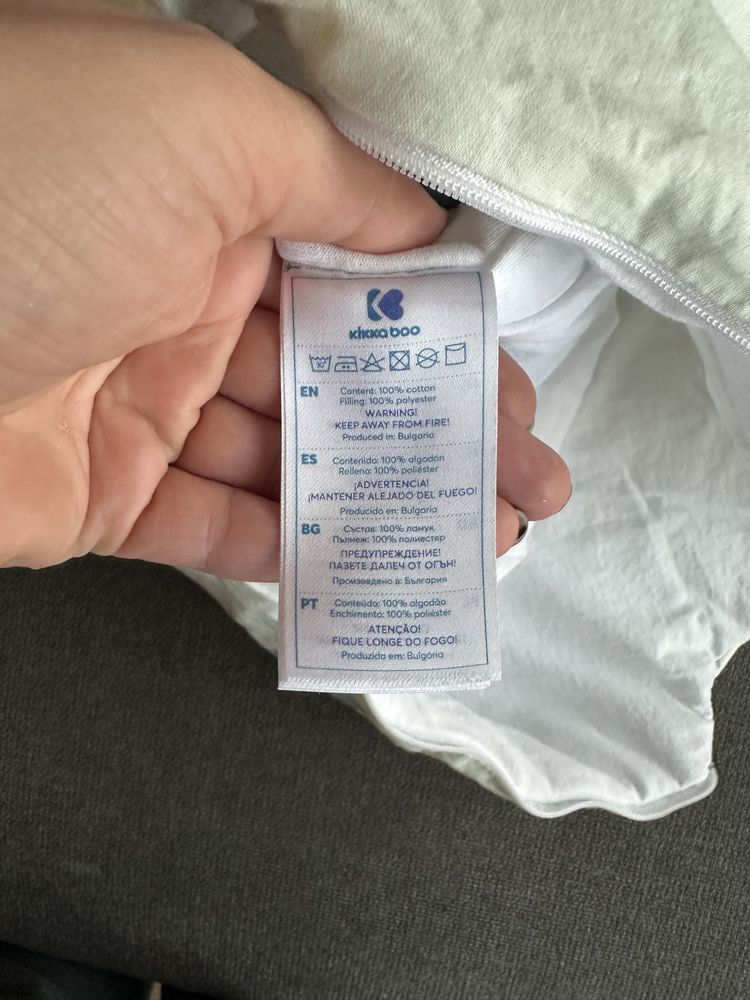 kikka boo
30°
EN
Content: 100% cotton
Filling: 100% polyester
WARNING!
KEEP AWAY FROM FIRE!
Produced in: Bulgaria
ES
Contenido: 100% algodón
Relleno: 100% poliéster
¡ADVERTENCIA!
¡MANTENER ALEJADO DEL FUEGO!
Producido en: Bulgaria
BG
Състав: 100% памук
Пълнеж: 100% полиестер
ПРЕДУПРЕЖДЕНИЕ!
ПАЗЕТЕ ДАЛЕЧ ОТ ОГЪН!
Произведено в: България
PT
Conteúdo: 100% algodão
Enchimento: 100% poliéster
ATENÇÃO!
FIQUE LONGE DO FOGO!
Produzido em: Bulgária